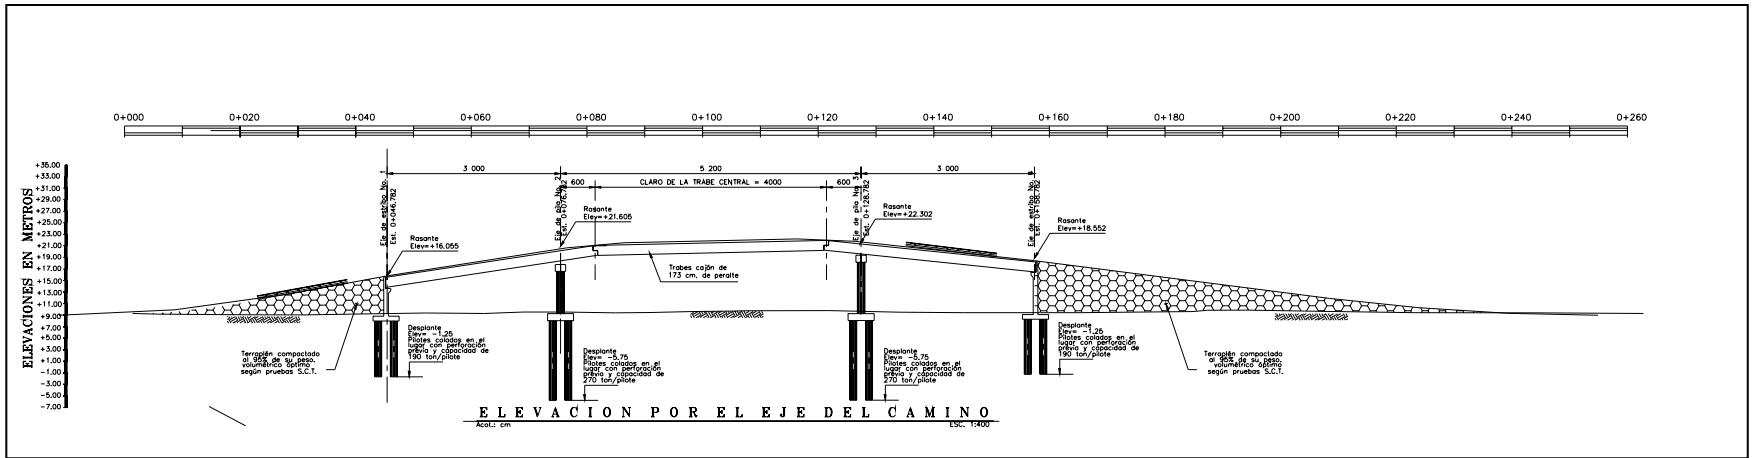 0+000 0+020 0+040 0+060 0+080 0+100 0+120 0+140 0+160 0+180 0+200 0+220 0+240 0+260
ELEVACIONES EN METROS
+35.00
+33.00
+31.00
+29.00
+27.00
+25.00
+23.00
+21.00
+19.00
+17.00
+15.00
+13.00
+11.00
+9.00
+7.00
+5.00
+3.00
+1.00
-1.00
-3.00
-5.00
-7.00
3 000 5 200 3 000
600 CLARO DE LA TRABE CENTRAL = 4000 600
Eje de estribo No. 1
Est. 0+046.782
Eje de pila No. 2
Est. 0+076.782
Eje de pila No. 3
Est. 0+128.782
Eje de estribo No.
Est. 0+158.782
Rasante
Elev=+16.055
Rasante
Elev=+21.605
Rasante
Elev=+22.302
Rasante
Elev=+18.552
Trabes cajón de
173 cm. de peralte
Terraplén compactado
al 95% de su peso.
volumétrico óptimo
según pruebas S.C.T.
Desplante
Elev= -1.25
Pilotes colados en el
lugar con perforación
previa y capacidad de
190 ton/pilote
Desplante
Elev= -5.75
Pilotes colados en el
lugar con perforación
previa y capacidad de
270 ton/pilote
Desplante
Elev= -5.75
Pilotes colados en el
lugar con perforación
previa y capacidad de
270 ton/pilote
Desplante
Elev= -1.25
Pilotes colados en el
lugar con perforación
previa y capacidad de
190 ton/pilote
Terraplén compactado
al 95% de su peso.
volumétrico óptimo
según pruebas S.C.T.
ELEVACION POR EL EJE DEL CAMINO
Acot.: cm ESC. 1:400